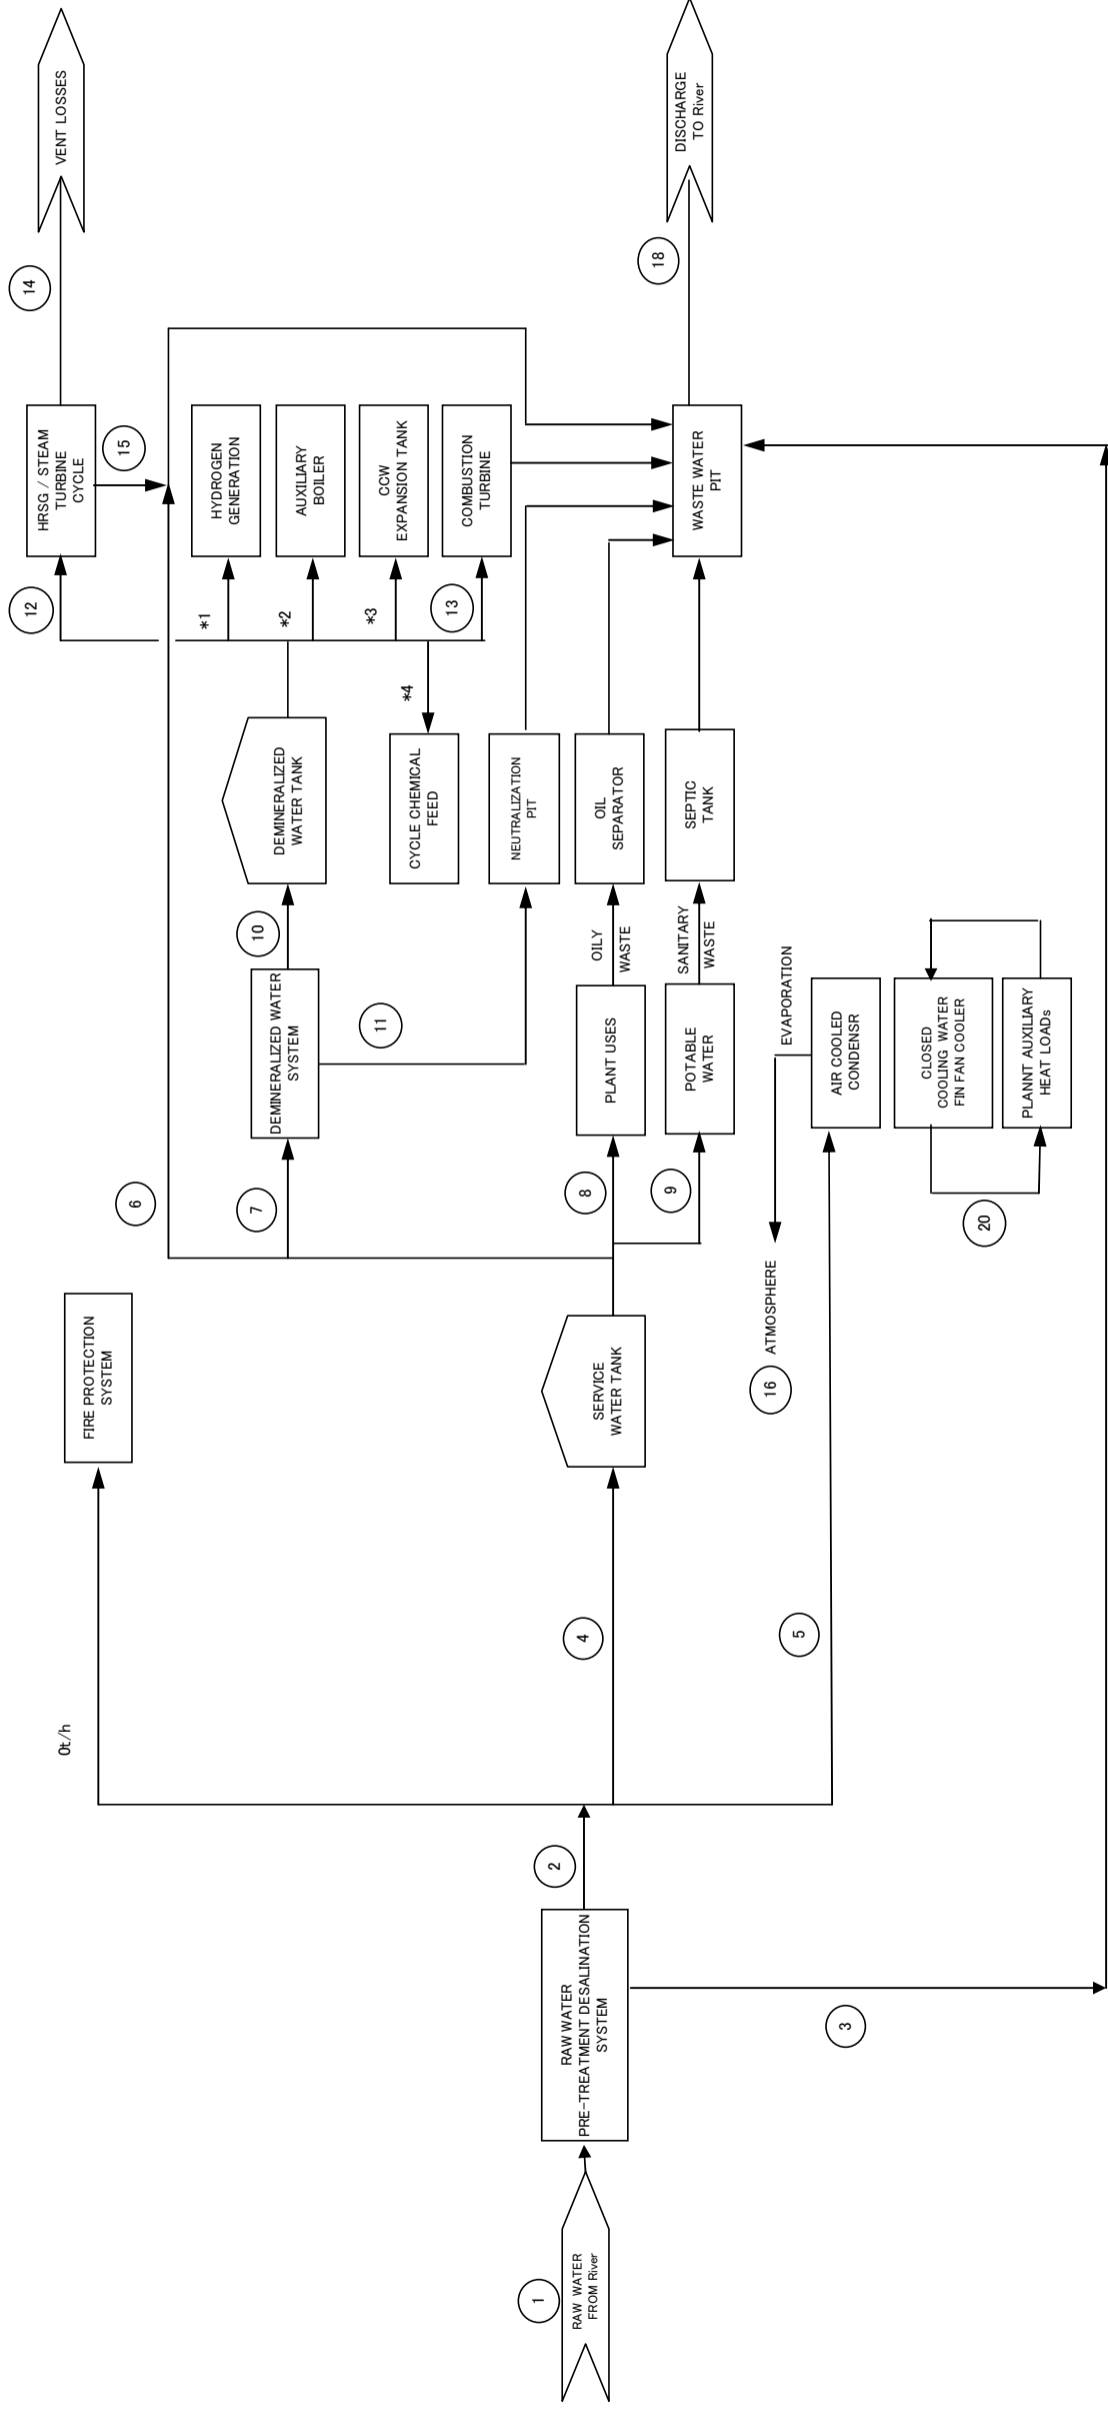 1
RAW WATER
FROM River
RAW WATER
PRE-TREATMENT DESALINATION
SYSTEM
2
3
0t/h
4
5
FIRE PROTECTION
SYSTEM
SERVICE
WATER TANK
16
ATMOSPHERE
EVAPORATION
AIR COOLED
CONDENSR
6
7
8
9
20
DEMINERALIZED WATER
SYSTEM
11
PLANT USES
POTABLE
WATER
CLOSED
COOLING WATER
FIN FAN COOLER
PLANNT AUXILIARY
HEAT LOADs
10
OILY
WASTE
SANITARY
WASTE
DEMINERALIZED
WATER TANK
CYCLE CHEMICAL
FEED
NEUTRALIZATION
PIT
OIL
SEPARATOR
SEPTIC
TANK
12
*1
*2
*3
*4
13
HRSG / STEAM
TURBINE
CYCLE
15
HYDROGEN
GENERATION
AUXILIARY
BOILER
CCW
EXPANSION TANK
COMBUSTION
TURBINE
WASTE WATER
PIT
14
18
VENT LOSSES
DISCHARGE
TO River